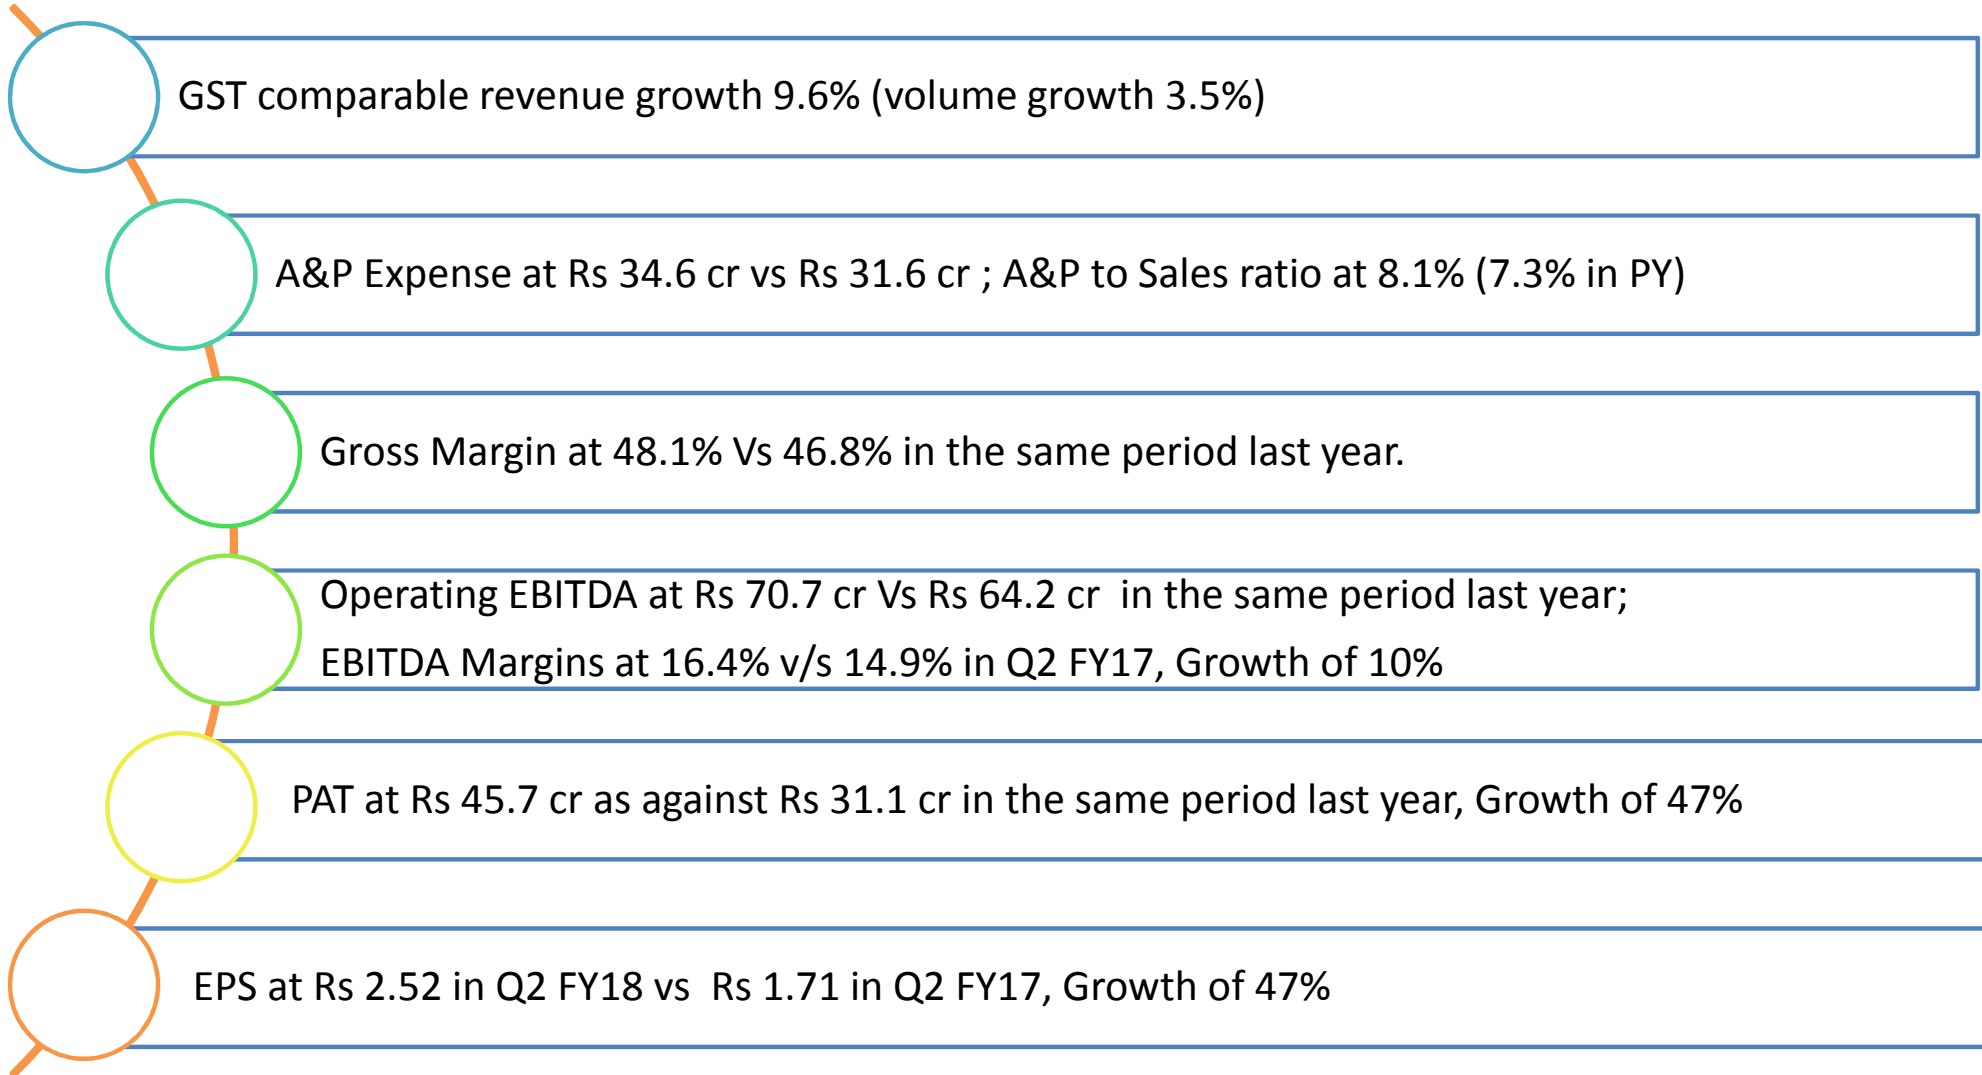 GST comparable revenue growth 9.6% (volume growth 3.5%)
A&P Expense at Rs 34.6 cr vs Rs 31.6 cr ; A&P to Sales ratio at 8.1% (7.3% in PY)
Gross Margin at 48.1% Vs 46.8% in the same period last year.
Operating EBITDA at Rs 70.7 cr Vs Rs 64.2 cr  in the same period last year;
EBITDA Margins at 16.4% v/s 14.9% in Q2 FY17, Growth of 10%
PAT at Rs 45.7 cr as against Rs 31.1 cr in the same period last year, Growth of 47%
EPS at Rs 2.52 in Q2 FY18 vs  Rs 1.71 in Q2 FY17, Growth of 47%